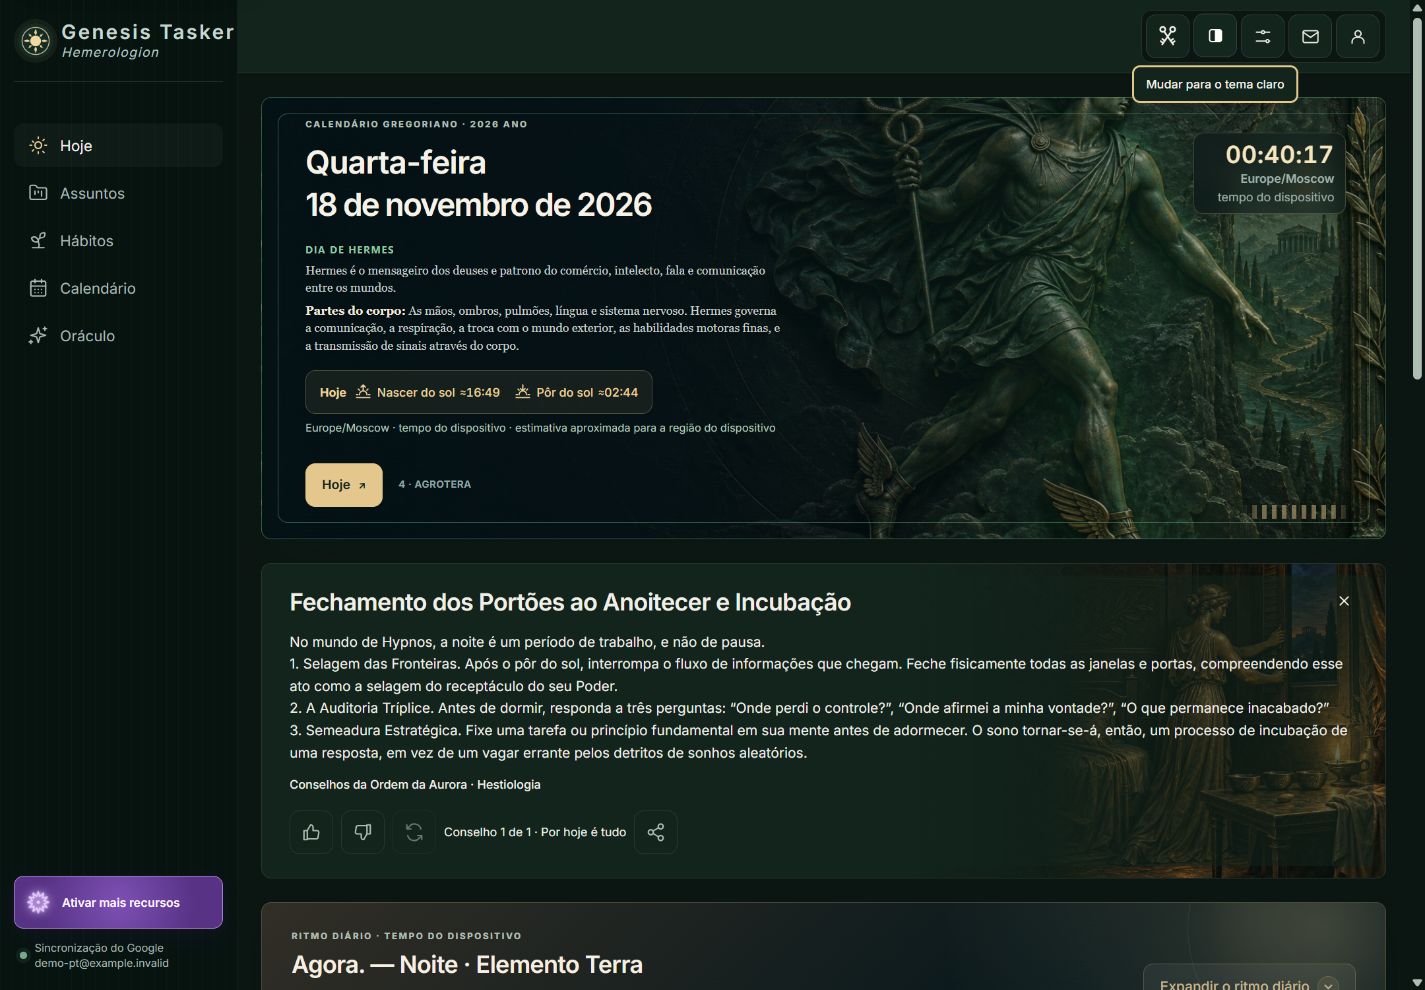 Genesis Tasker
Hemerologion
Hoje
Assuntos
Hábitos
Calendário
Oráculo
Ativar mais recursos
Sincronização do Google
demo-pt@example.invalid
Mudar para o tema claro
CALENDÁRIO GREGORIANO · 2026 ANO
Quarta-feira
18 de novembro de 2026
00:40:17
Europe/Moscow
tempo do dispositivo
DIA DE HERMES
Hermes é o mensageiro dos deuses e patrono do comércio, intelecto, fala e comunicação
entre os mundos.
Partes do corpo: As mãos, ombros, pulmões, língua e sistema nervoso. Hermes governa
a comunicação, a respiração, a troca com o mundo exterior, as habilidades motoras finas, e
a transmissão de sinais através do corpo.
Hoje Nascer do sol ≈16:49 Pôr do sol ≈02:44
Europe/Moscow · tempo do dispositivo · estimativa aproximada para a região do dispositivo
Hoje ↗ 4 · AGROTERA
Fechamento dos Portões ao Anoitecer e Incubação
No mundo de Hypnos, a noite é um período de trabalho, e não de pausa.
1. Selagem das Fronteiras. Após o pôr do sol, interrompa o fluxo de informações que chegam. Feche fisicamente todas as janelas e portas, compreendendo esse
ato como a selagem do receptáculo do seu Poder.
2. A Auditoria Tríplice. Antes de dormir, responda a três perguntas: “Onde perdi o controle?”, “Onde afirmei a minha vontade?”, “O que permanece inacabado?”
3. Semeadura Estratégica. Fixe uma tarefa ou princípio fundamental em sua mente antes de adormecer. O sono tornar-se-á, então, um processo de incubação de
uma resposta, em vez de um vagar errante pelos detritos de sonhos aleatórios.
Conselhos da Ordem da Aurora · Hestiologia
Conselho 1 de 1 · Por hoje é tudo
RITMO DIÁRIO · TEMPO DO DISPOSITIVO
Agora. — Noite · Elemento Terra
Expandir o ritmo diário